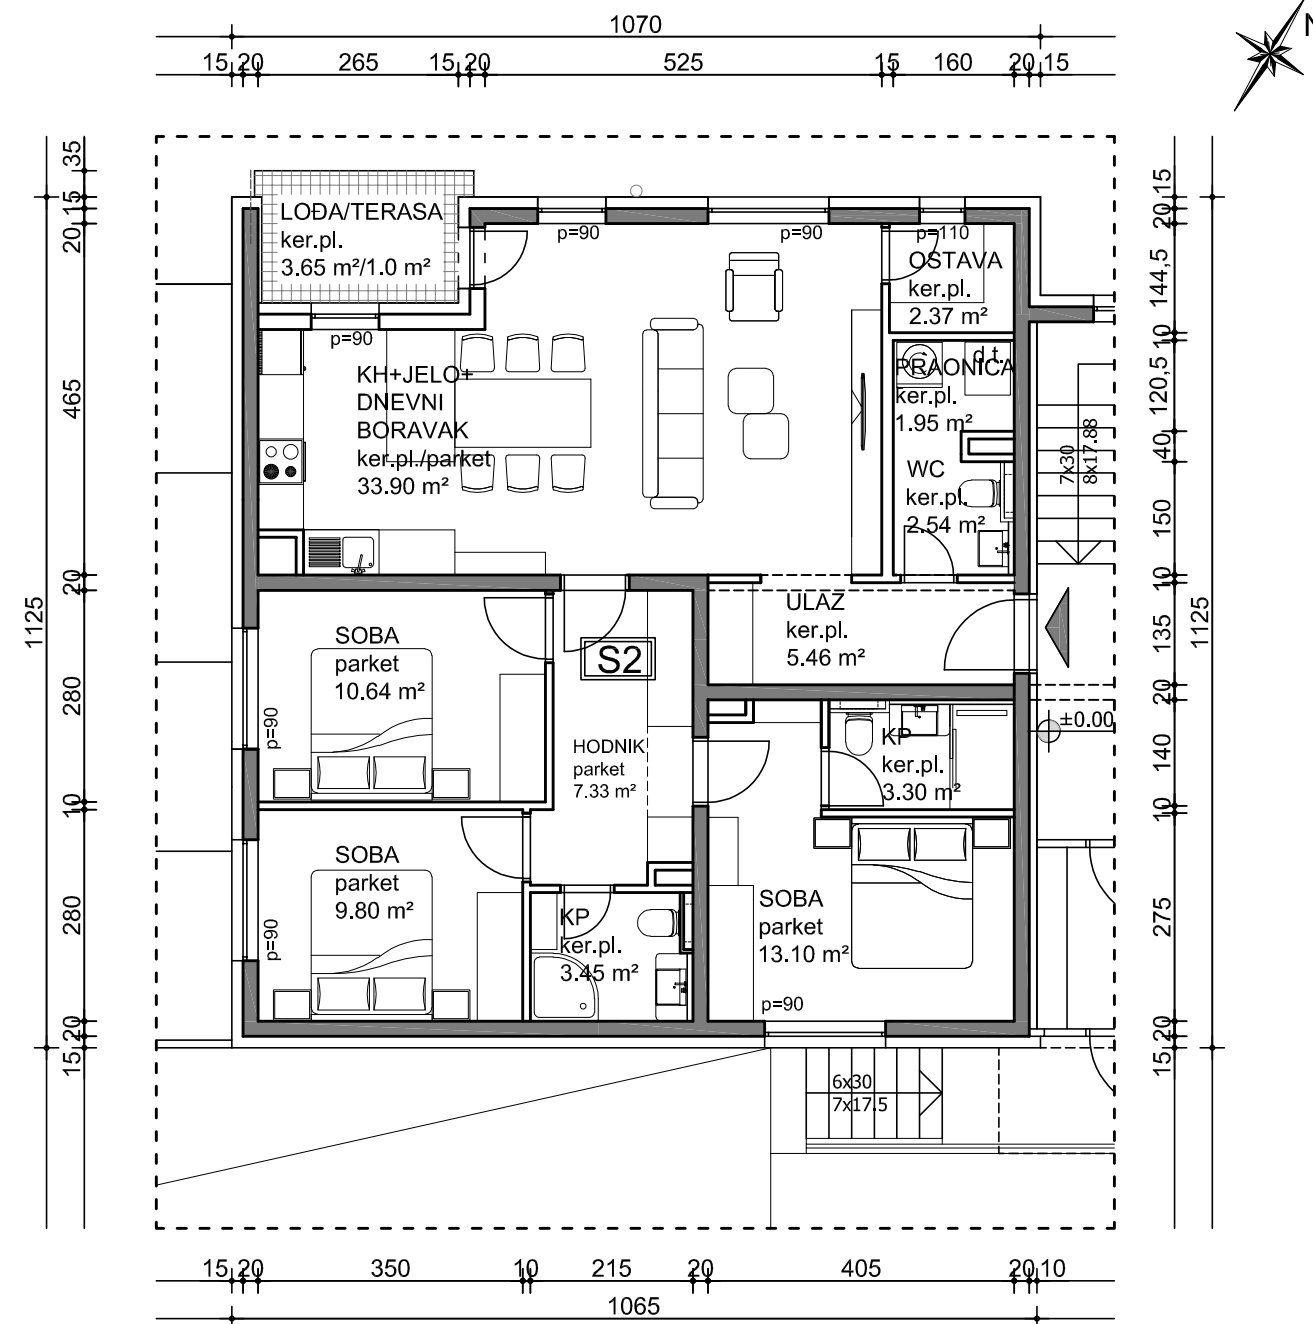 1070
15 20 265 15 20 525 15 160 20 15
N
35
15
20
465
20
280
10
280
20
15
1125
15
20
144,5
10
120,5
40
150
10
135
20
140
10
275
20
15
1125
LOĐA/TERASA
ker.pl.
3.65 m²/1.0 m²
p=90
p=90
p=90
p=110
OSTAVA
ker.pl.
2.37 m²
KH+JELO+
DNEVNI
BORAVAK
ker.pl./parket
33.90 m²
d.t.
PRAONICA
ker.pl.
1.95 m²
WC
ker.pl.
2.54 m²
7x30
8x17.88
ULAZ
ker.pl.
5.46 m²
SOBA
parket
10.64 m²
p=90
S2
HODNIK
parket
7.33 m²
±0.00
KP
ker.pl.
3.30 m²
SOBA
parket
9.80 m²
p=90
KP
ker.pl.
3.45 m²
SOBA
parket
13.10 m²
p=90
6x30
7x17.5
15 20 350 10 215 20 405 20 10
1065